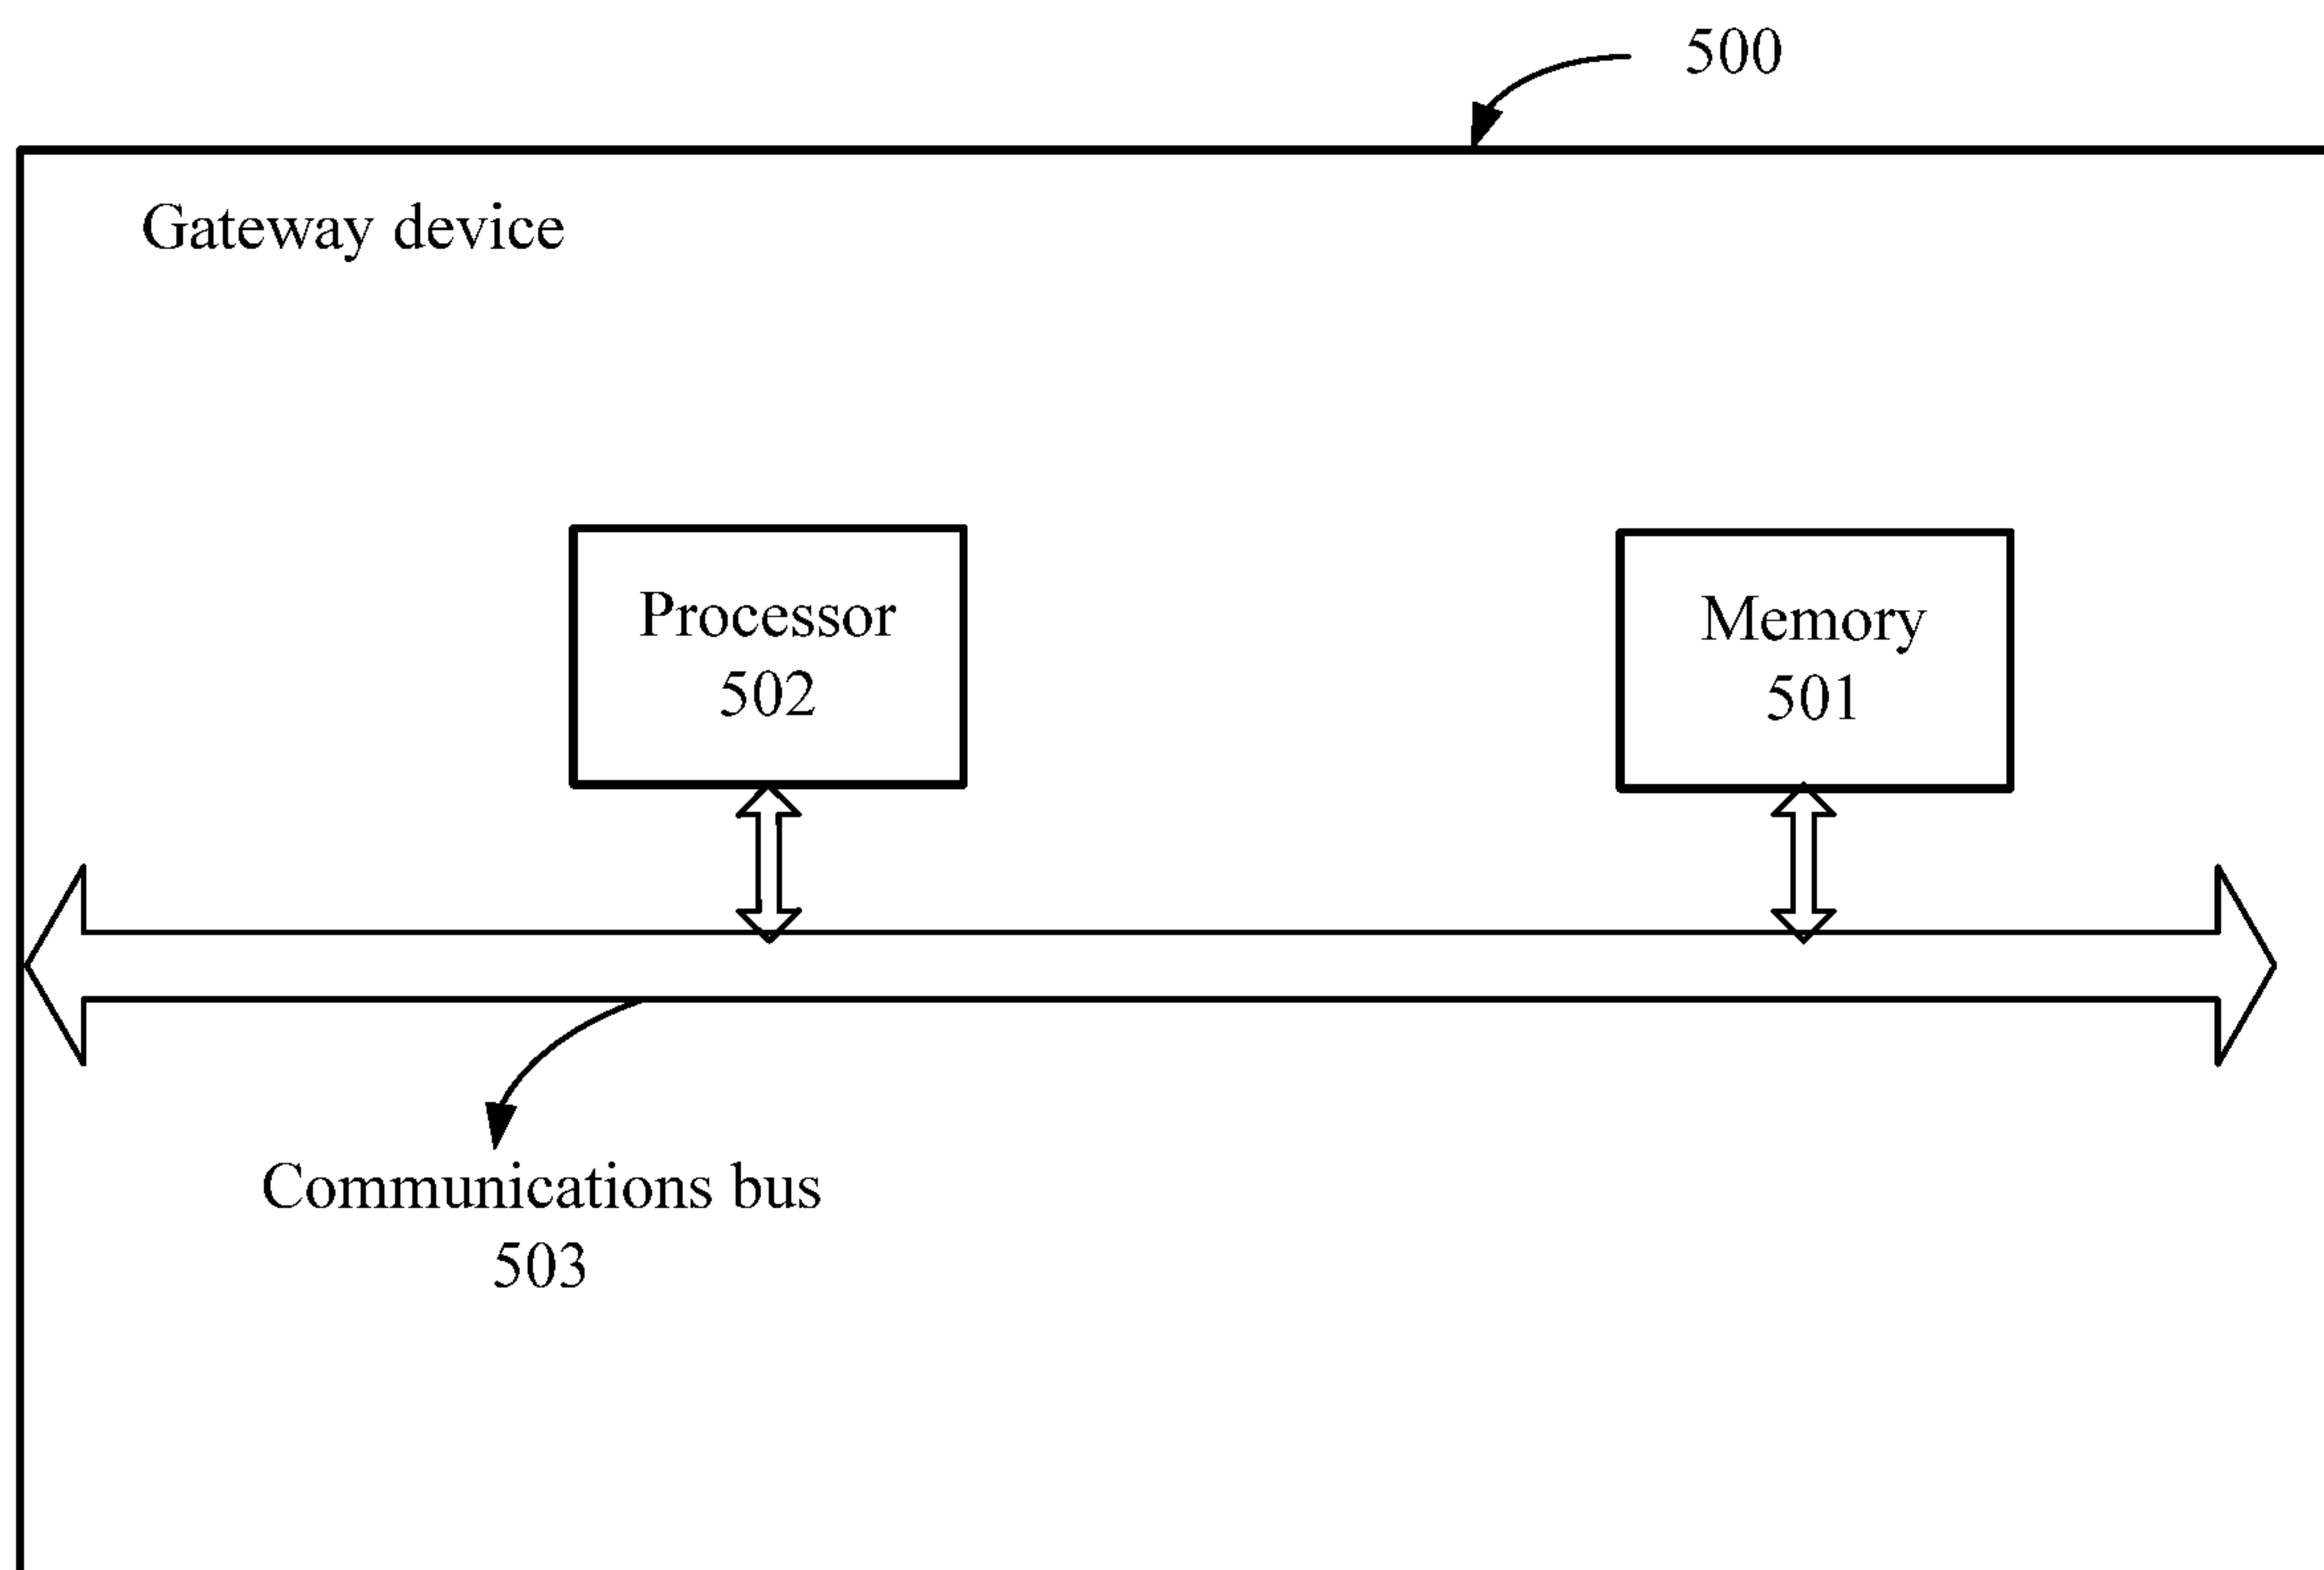 500
Gateway device
Processor
502
Memory
501
Communications bus
503